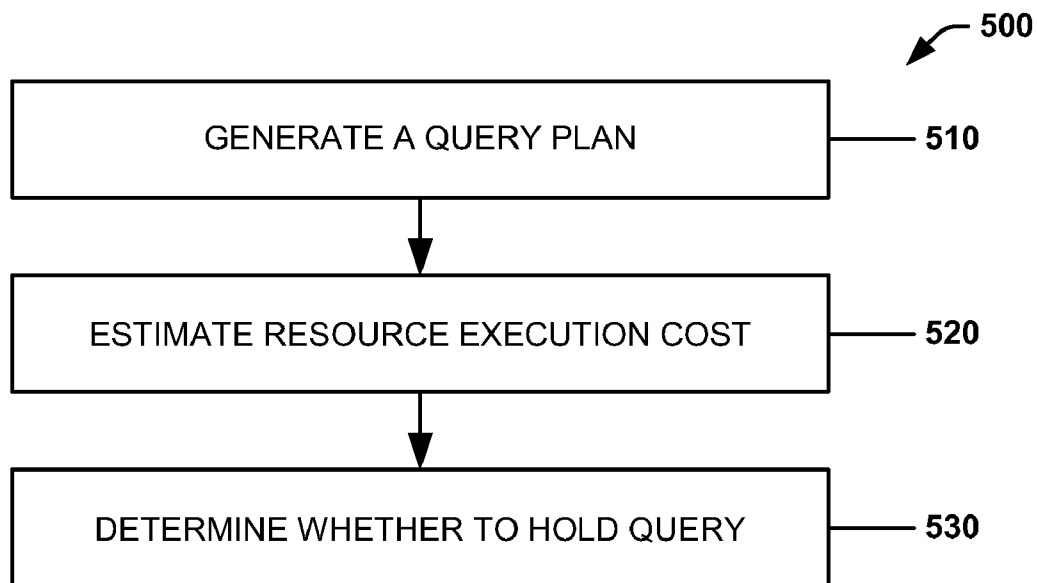 500
GENERATE A QUERY PLAN
510
ESTIMATE RESOURCE EXECUTION COST
520
DETERMINE WHETHER TO HOLD QUERY
530